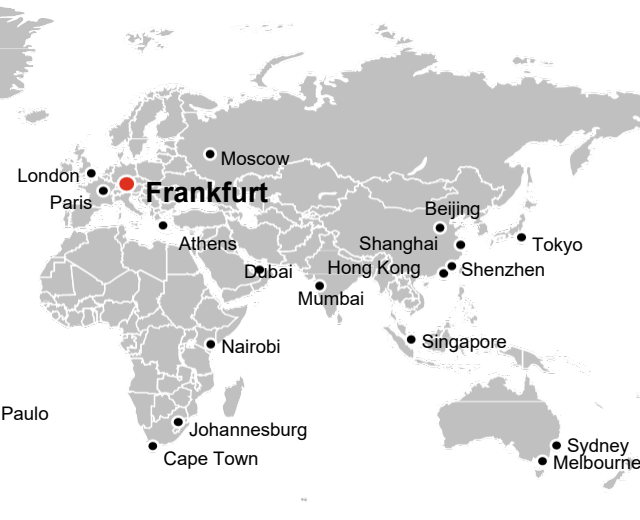 Moscow
London
Frankfurt
Paris
Beijing
Athens
Shanghai
Tokyo
Dubai
Hong Kong
Shenzhen
Mumbai
Singapore
Nairobi
Paulo
Johannesburg
Cape Town
Sydney
Melbourne